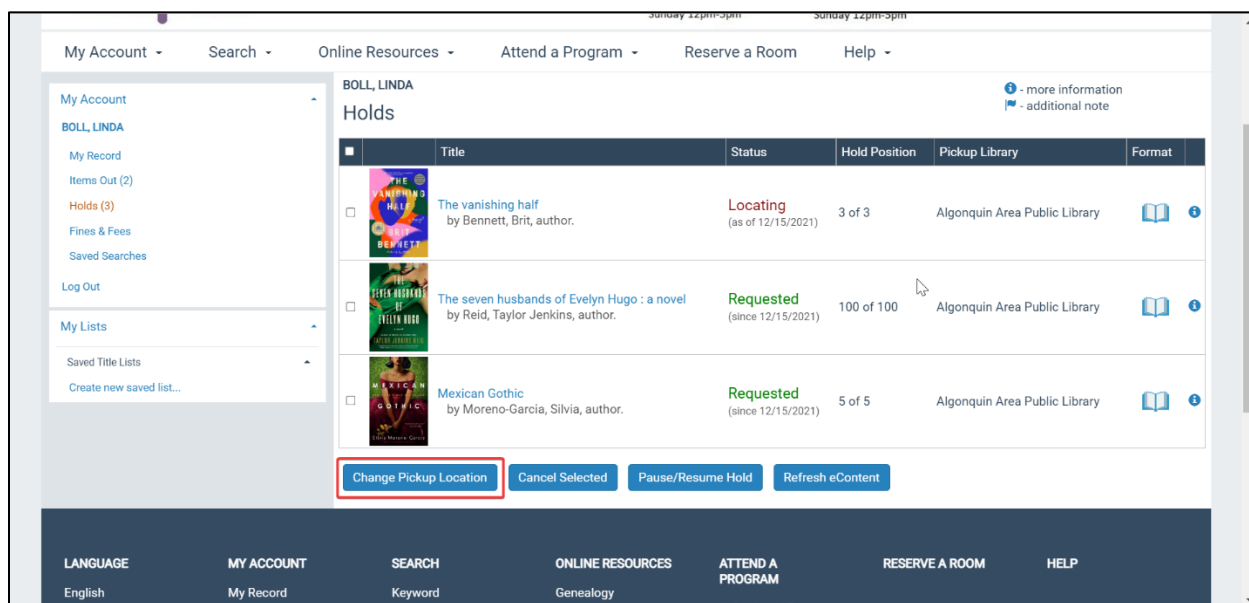 Sunday 12pm-5pm Sunday 12pm-5pm
My Account Search Online Resources Attend a Program Reserve a Room Help
My Account
BOLL, LINDA
My Record
Items Out (2)
Holds (3)
Fines & Fees
Saved Searches
Log Out
My Lists
Saved Title Lists
Create new saved list...
BOLL, LINDA
Holds
- more information
- additional note
Title Status Hold Position Pickup Library Format
THE
VANISHING
HALF
BRIT
BENNETT
The vanishing half
by Bennett, Brit, author.
Locating
(as of 12/15/2021)
3 of 3
Algonquin Area Public Library
THE
SEVEN HUSBANDS
OF
EVELYN HUGO
TAYLOR JENKINS REID
The seven husbands of Evelyn Hugo : a novel
by Reid, Taylor Jenkins, author.
Requested
(since 12/15/2021)
100 of 100
Algonquin Area Public Library
MEXICAN
GOTHIC
Silvia Moreno-Garcia
Mexican Gothic
by Moreno-Garcia, Silvia, author.
Requested
(since 12/15/2021)
5 of 5
Algonquin Area Public Library
Change Pickup Location Cancel Selected Pause/Resume Hold Refresh eContent
LANGUAGE MY ACCOUNT SEARCH ONLINE RESOURCES ATTEND A PROGRAM RESERVE A ROOM HELP
English My Record Keyword Genealogy